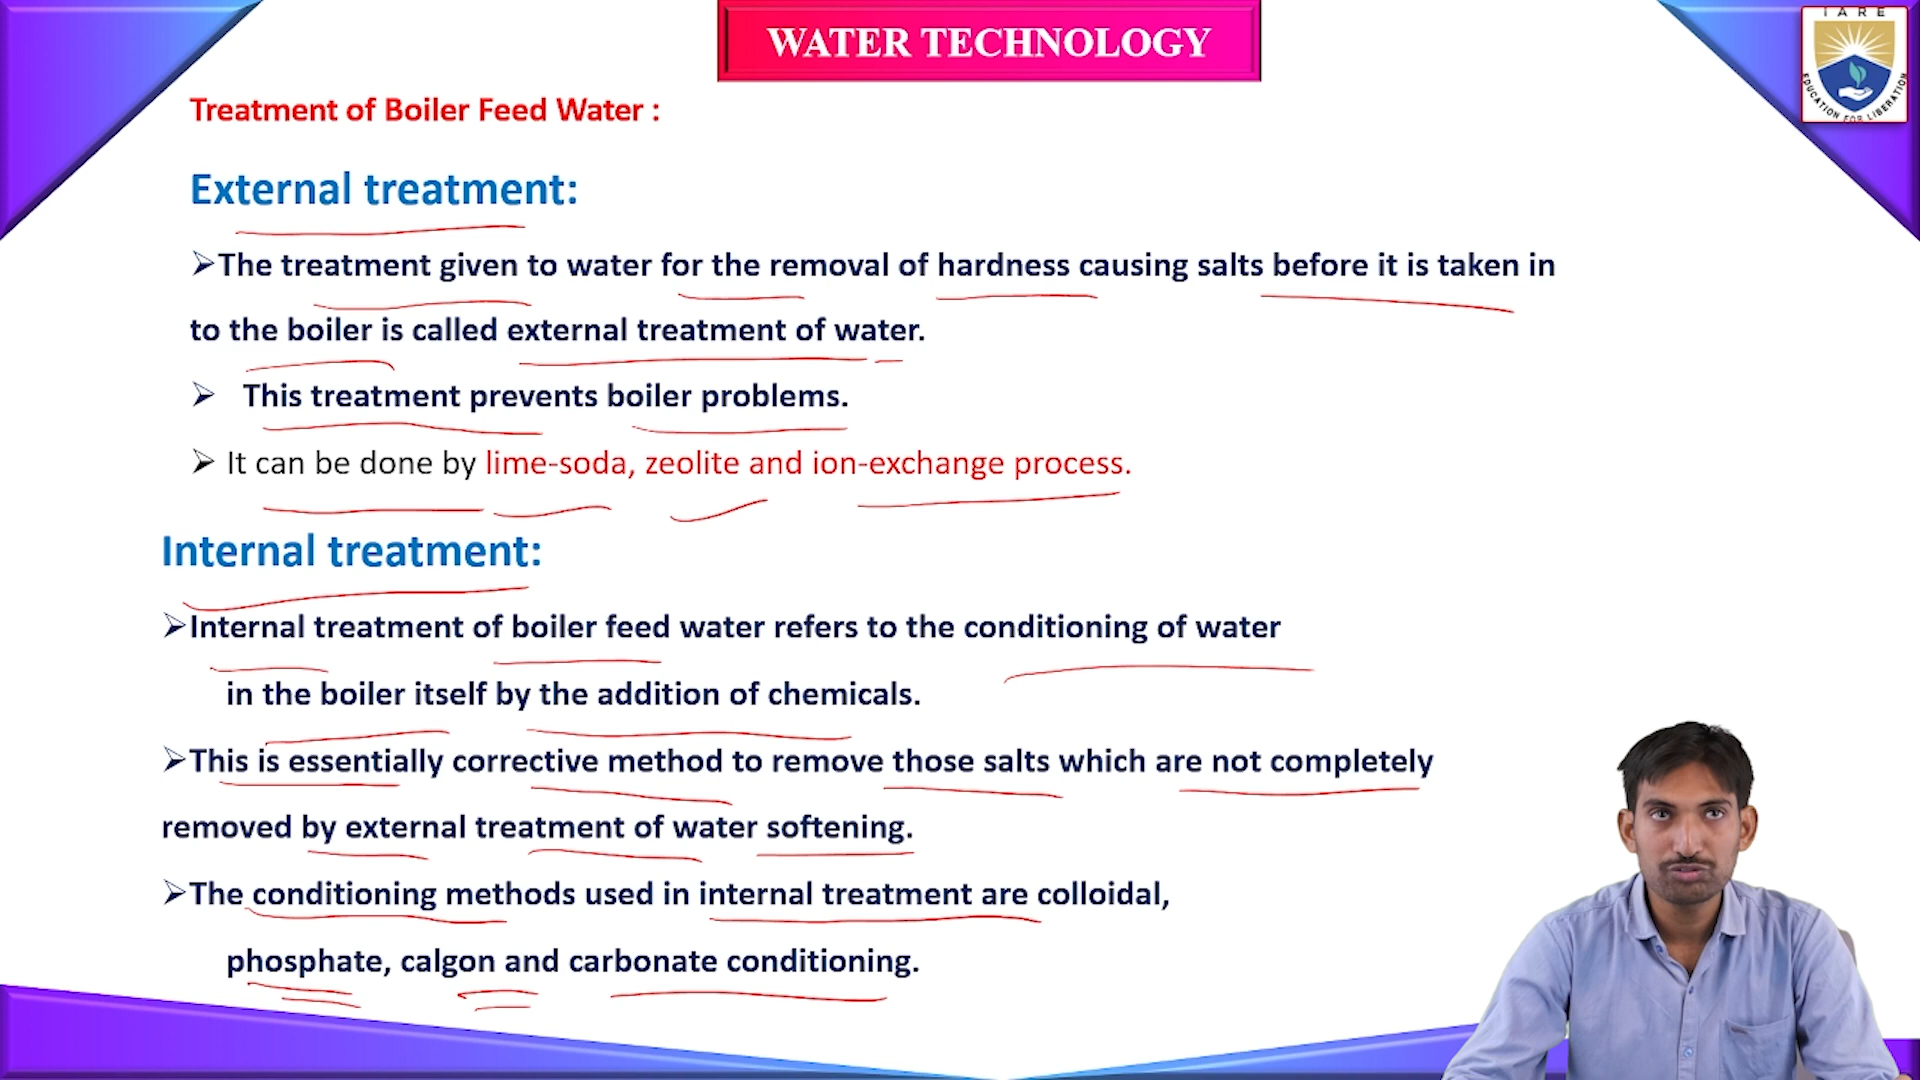 WATER TECHNOLOGY
IARE
EDUCATION FOR LIBERATION
Treatment of Boiler Feed Water :
External treatment:
➢The treatment given to water for the removal of hardness causing salts before it is taken in
to the boiler is called external treatment of water.
➢ This treatment prevents boiler problems.
➢ It can be done by lime-soda, zeolite and ion-exchange process.
Internal treatment:
➢Internal treatment of boiler feed water refers to the conditioning of water
in the boiler itself by the addition of chemicals.
➢This is essentially corrective method to remove those salts which are not completely
removed by external treatment of water softening.
➢The conditioning methods used in internal treatment are colloidal,
phosphate, calgon and carbonate conditioning.